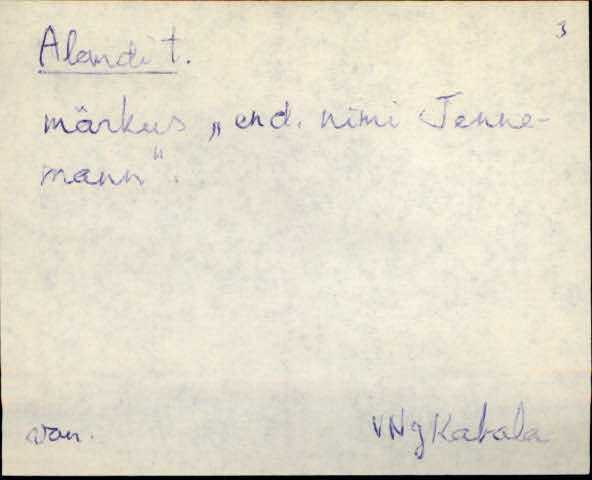 3
Alandi t.
märkus „end. nimi Jenne-
mann".
van.
VNg Kabala